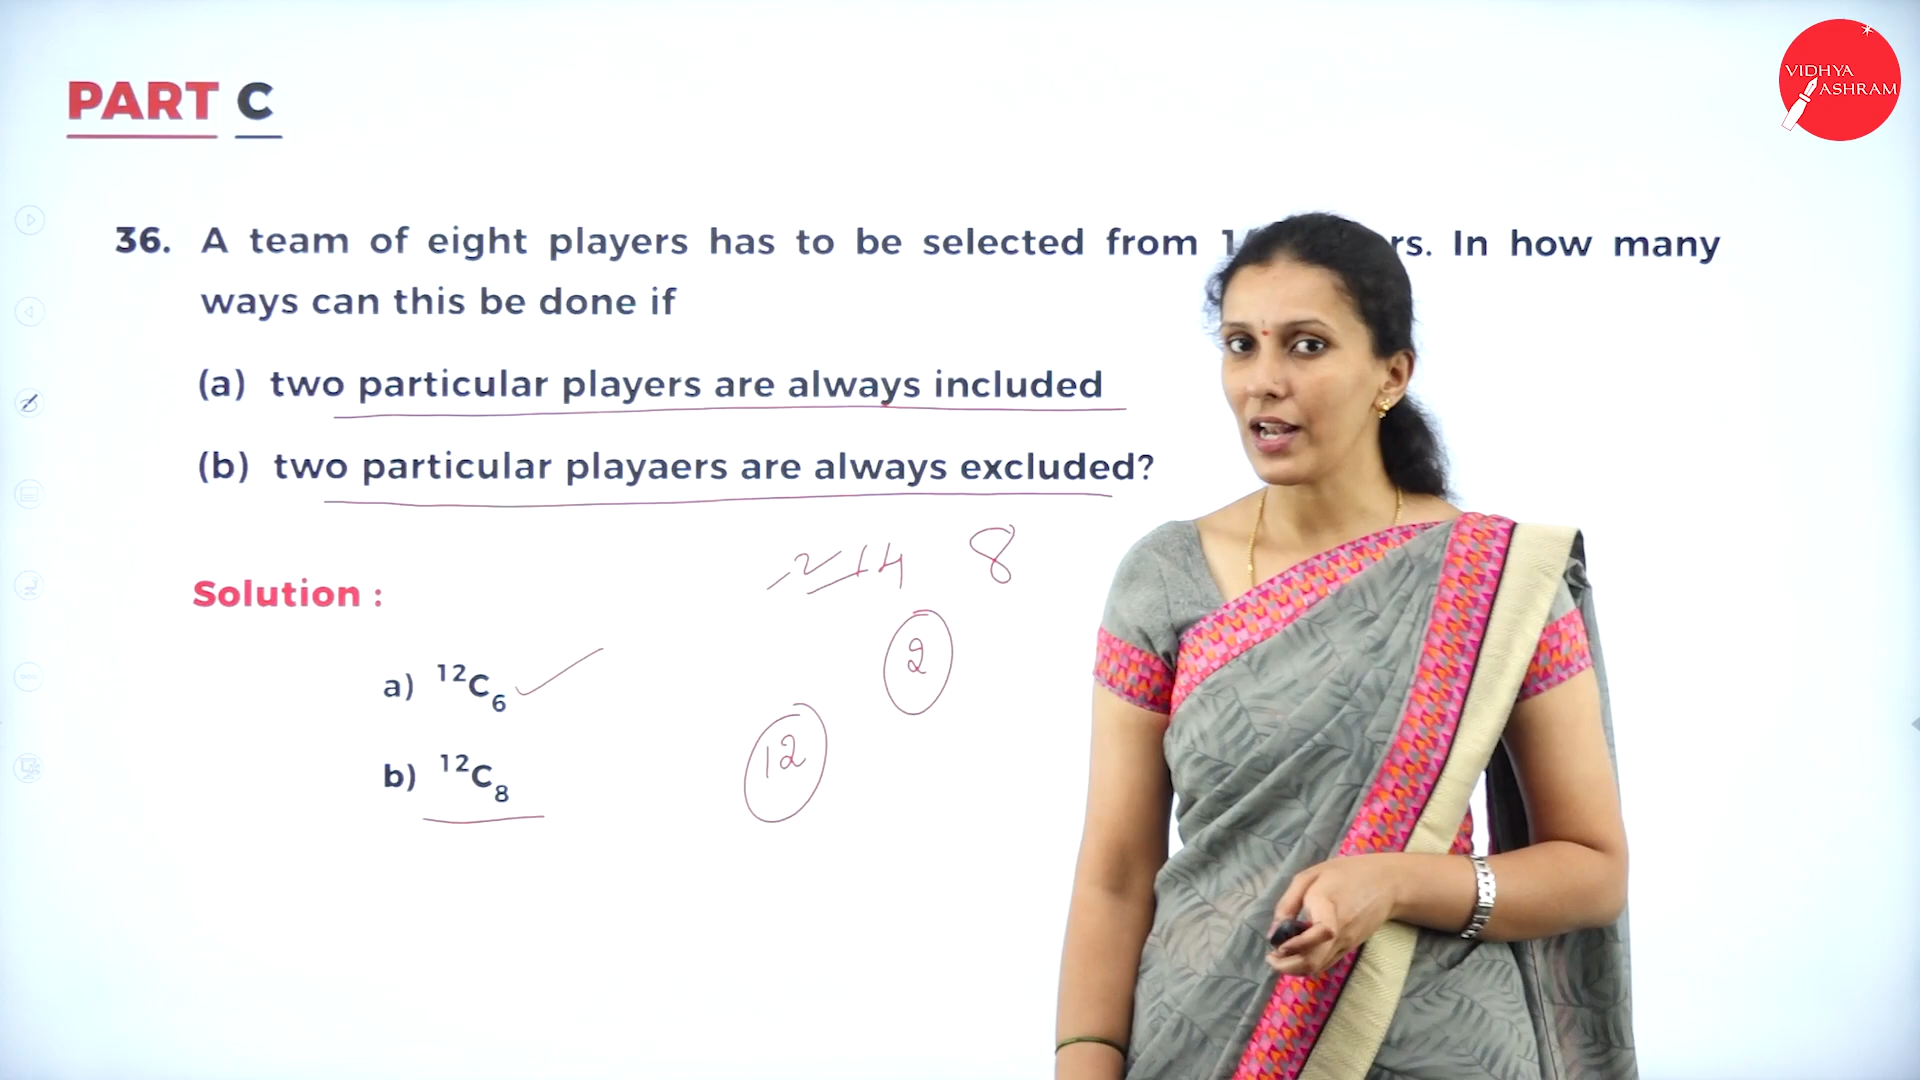 PART C
VIDHYA
ASHRAM
36. A team of eight players has to be selected from In how many
ways can this be done if
(a) two particular players are always included
(b) two particular playaers are always excluded?
14 8
Solution :
2
a) ¹²C₆
12
b) ¹²C₈